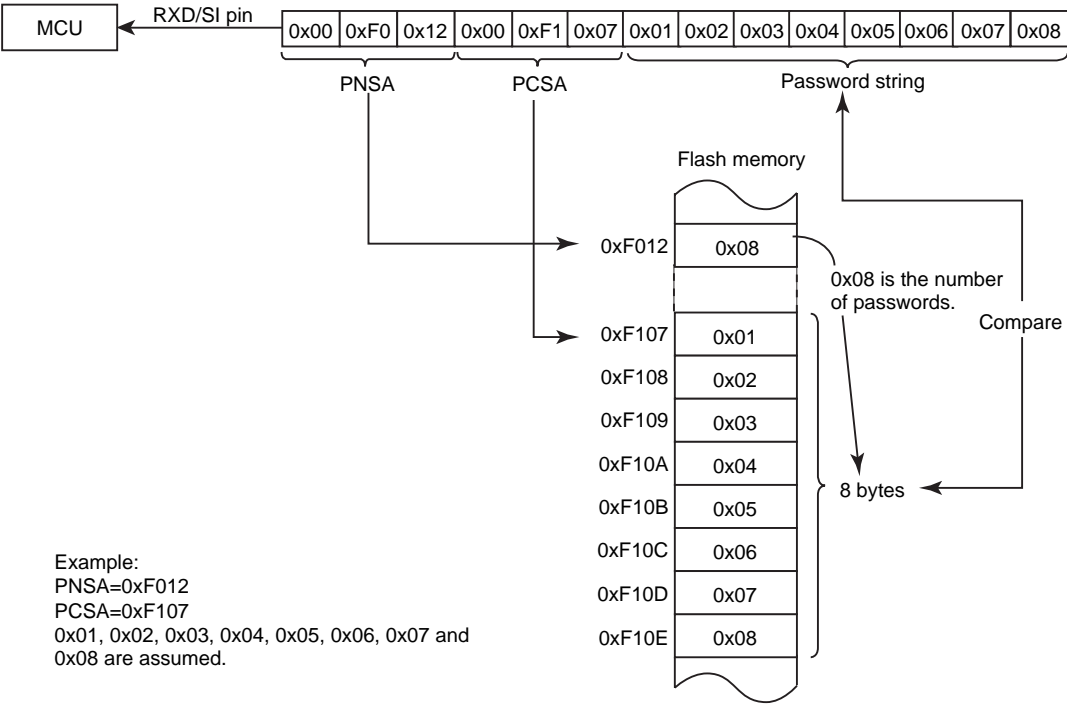 MCU
RXD/SI pin
0x00 0xF0 0x12 0x00 0xF1 0x07 0x01 0x02 0x03 0x04 0x05 0x06 0x07 0x08
PNSA PCSA Password string
Flash memory
0xF012 0x08
0x08 is the number
of passwords.
Compare
0xF107 0x01
0xF108 0x02
0xF109 0x03
0xF10A 0x04
8 bytes
0xF10B 0x05
0xF10C 0x06
0xF10D 0x07
0xF10E 0x08
Example:
PNSA=0xF012
PCSA=0xF107
0x01, 0x02, 0x03, 0x04, 0x05, 0x06, 0x07 and
0x08 are assumed.